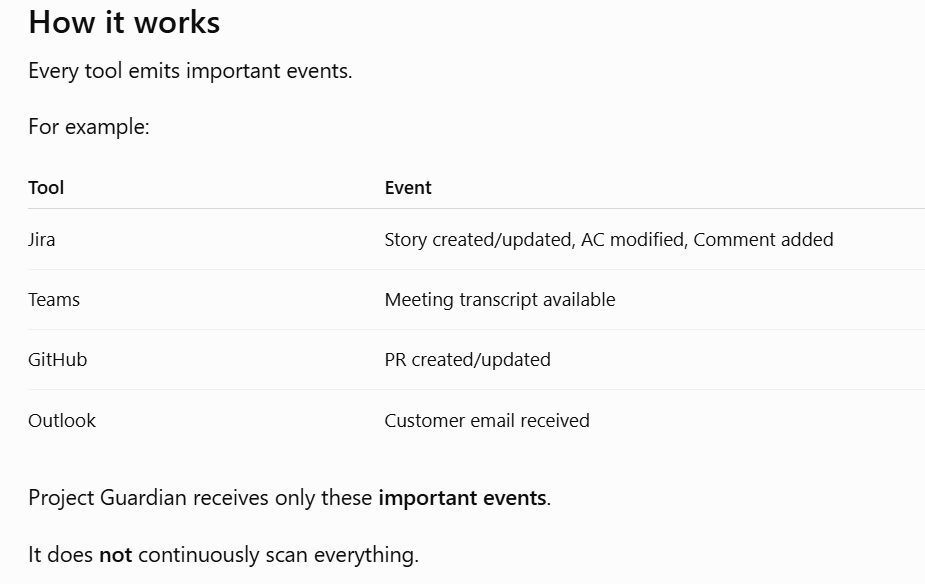 How it works
Every tool emits important events.
For example:
Tool Event
Jira Story created/updated, AC modified, Comment added
Teams Meeting transcript available
GitHub PR created/updated
Outlook Customer email received
Project Guardian receives only these important events.
It does not continuously scan everything.